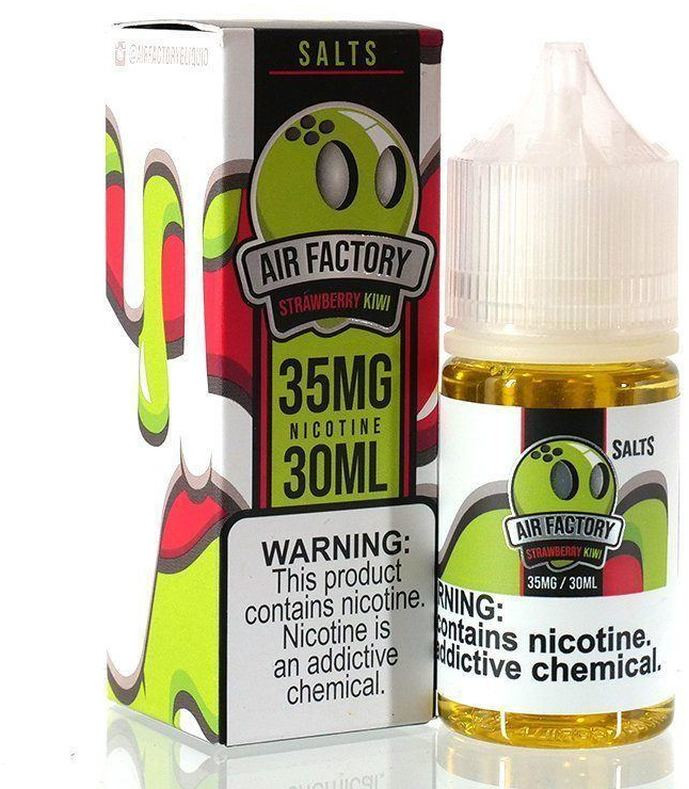 @AIRFACTORYELIQUID
SALTS
AIR FACTORY
STRAWBERRY KIWI
35MG
NICOTINE
30ML
WARNING:
This product
contains nicotine.
Nicotine is
an addictive
chemical.
SALTS
AIR FACTORY
STRAWBERRY KIWI
35MG / 30ML
RNING:
contains nicotine.
addictive chemical.